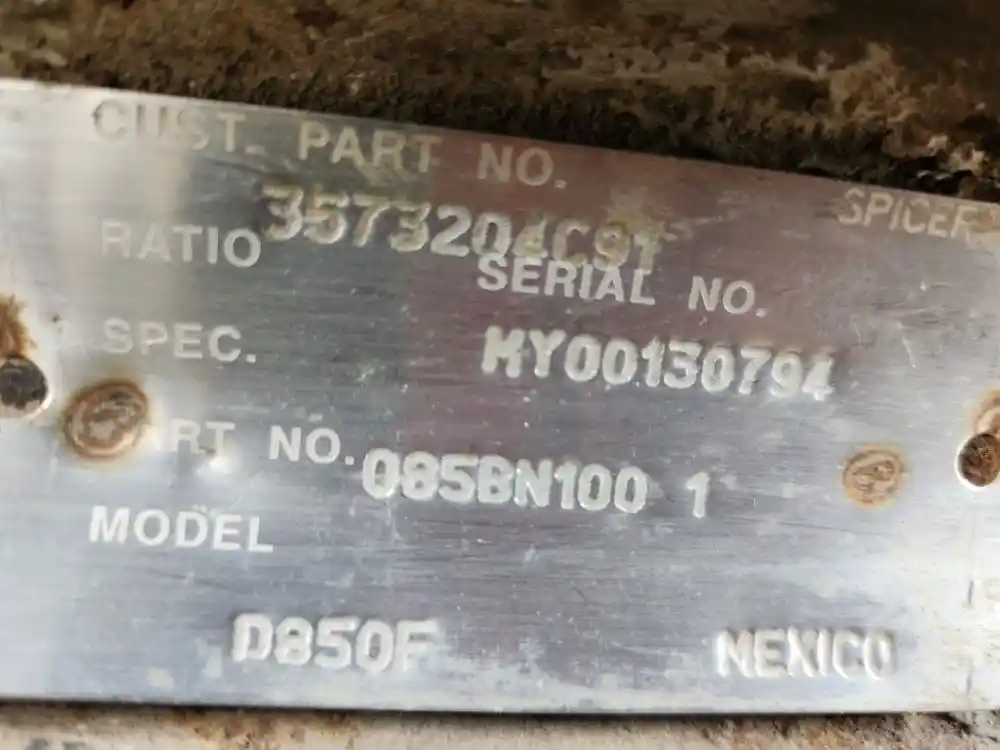 CUST. PART NO.
SPICER
3573204C91
RATIO
SERIAL NO.
SPEC.
MY00130794
RT NO. 085BN100 1
MODEL
D850F
MEXICO